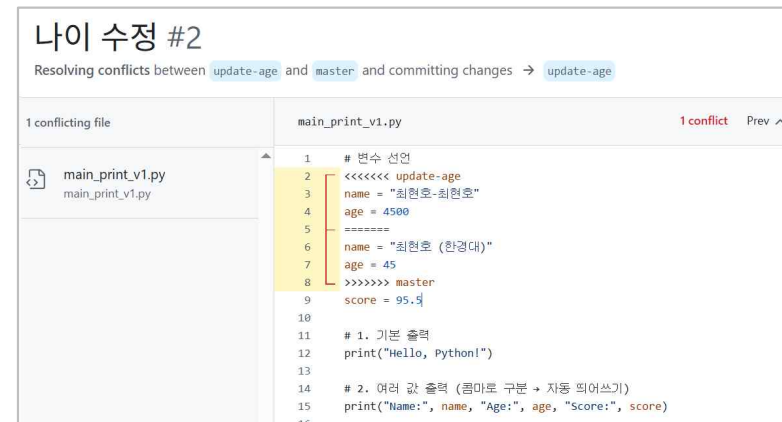 나이 수정 #2
Resolving conflicts between update-age and master and committing changes → update-age
1 conflicting file
main_print_v1.py
main_print_v1.py
main_print_v1.py 1 conflict Prev
1 # 변수 선언
2 <<<<<<< update-age
3 name = "최현호-최현호"
4 age = 4500
5 =======
6 name = "최현호 (한경대)"
7 age = 45
8 >>>>>>> master
9 score = 95.5
10
11 # 1. 기본 출력
12 print("Hello, Python!")
13
14 # 2. 여러 값 출력 (콤마로 구분 → 자동 띄어쓰기)
15 print("Name:", name, "Age:", age, "Score:", score)